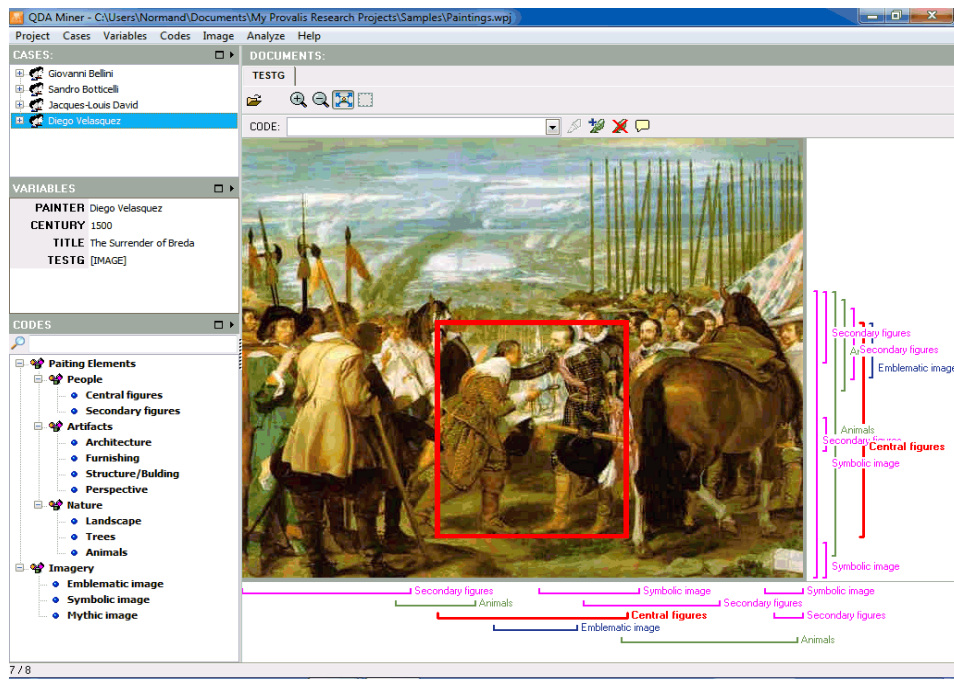 QDA Miner - C:\Users\Normand\Documents\My Provalis Research Projects\Samples\Paintings.wpj
Project Cases Variables Codes Image Analyze Help
CASES:
Giovanni Bellini
Sandro Botticelli
Jacques-Louis David
Diego Velasquez
VARIABLES
PAINTER Diego Velasquez
CENTURY 1500
TITLE The Surrender of Breda
TESTG [IMAGE]
CODES
Paiting Elements
People
Central figures
Secondary figures
Artifacts
Architecture
Furnishing
Structure/Bulding
Perspective
Nature
Landscape
Trees
Animals
Imagery
Emblematic image
Symbolic image
Mythic image
DOCUMENTS:
TESTG
CODE:
Secondary figures
Secondary figures
Emblematic image
Animals
Secondary figures
Central figures
Symbolic image
Symbolic image
Secondary figures Symbolic image Symbolic image
Animals Secondary figures
Central figures Secondary figures
Emblematic image
Animals
7 / 8